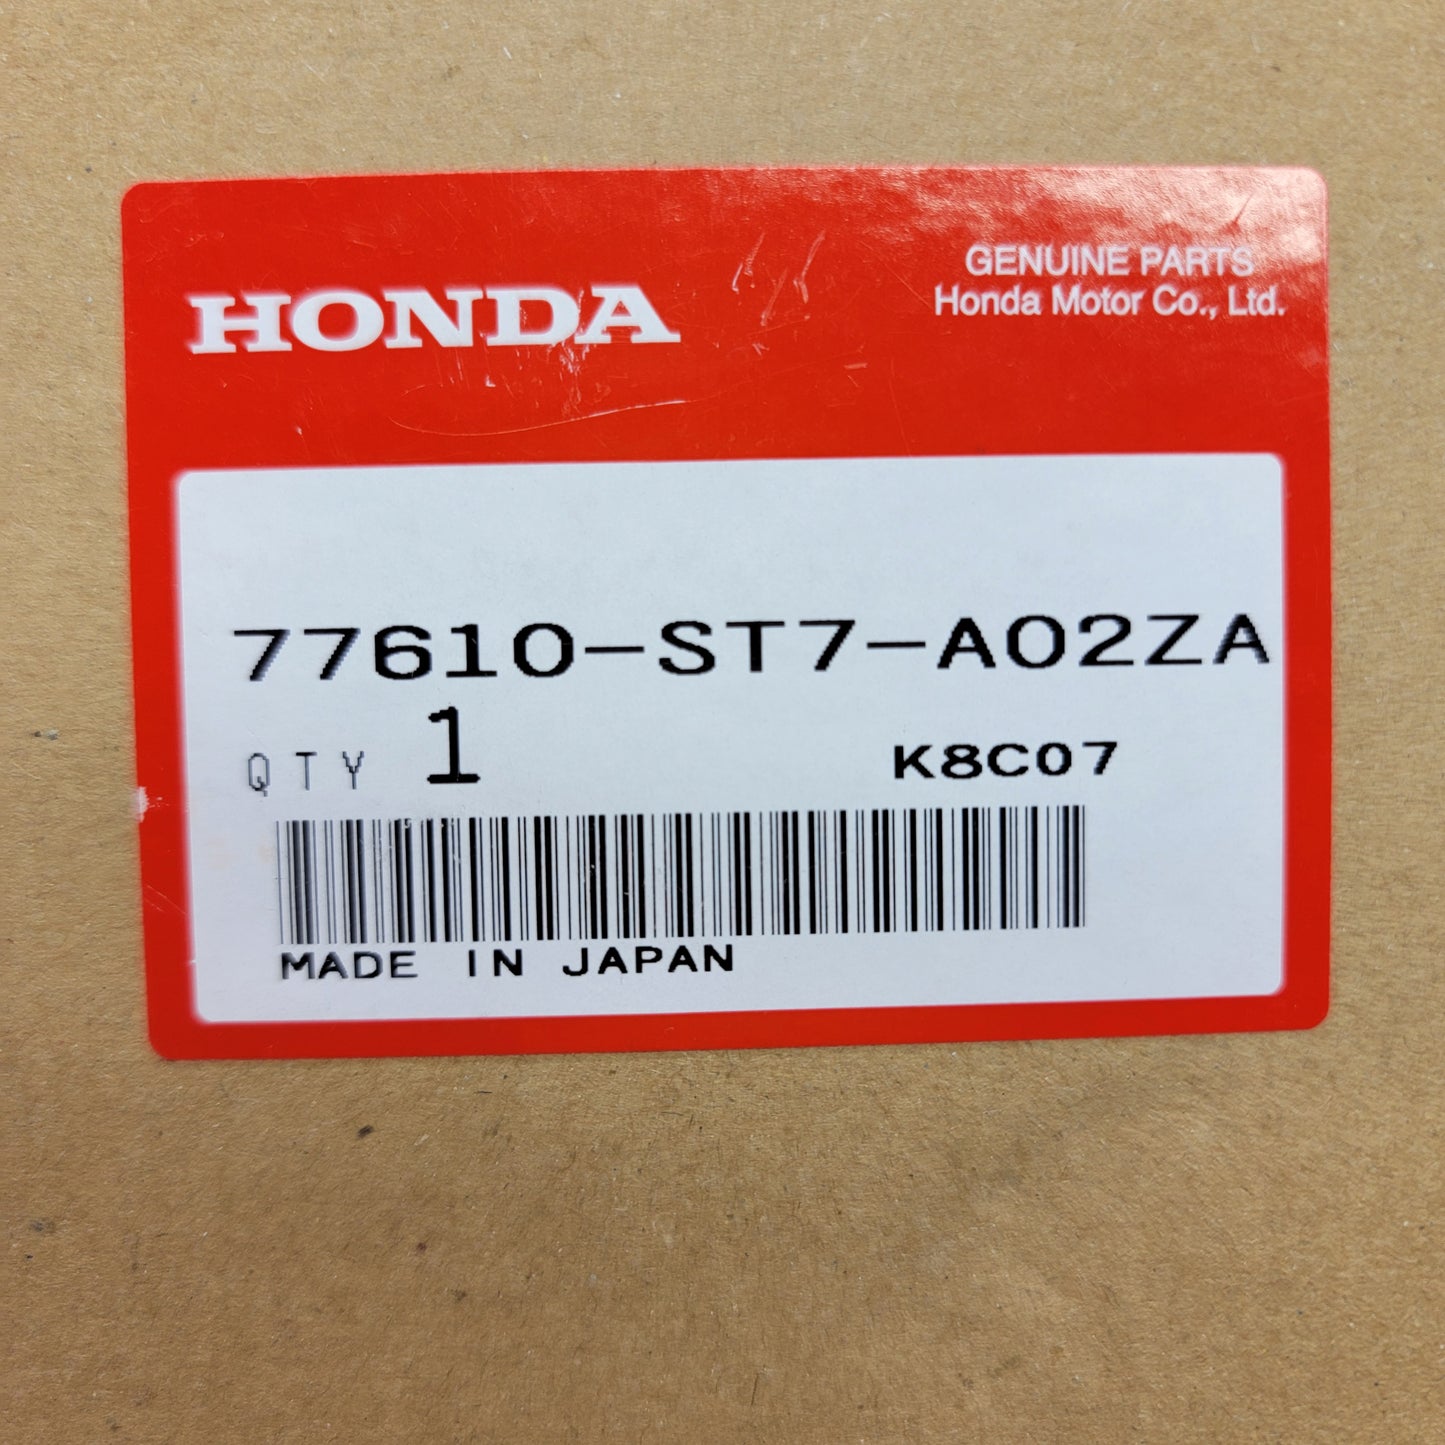 HONDA
GENUINE PARTS
Honda Motor Co., Ltd.
77610-ST7-A02ZA
QTY 1 K8C07
MADE IN JAPAN